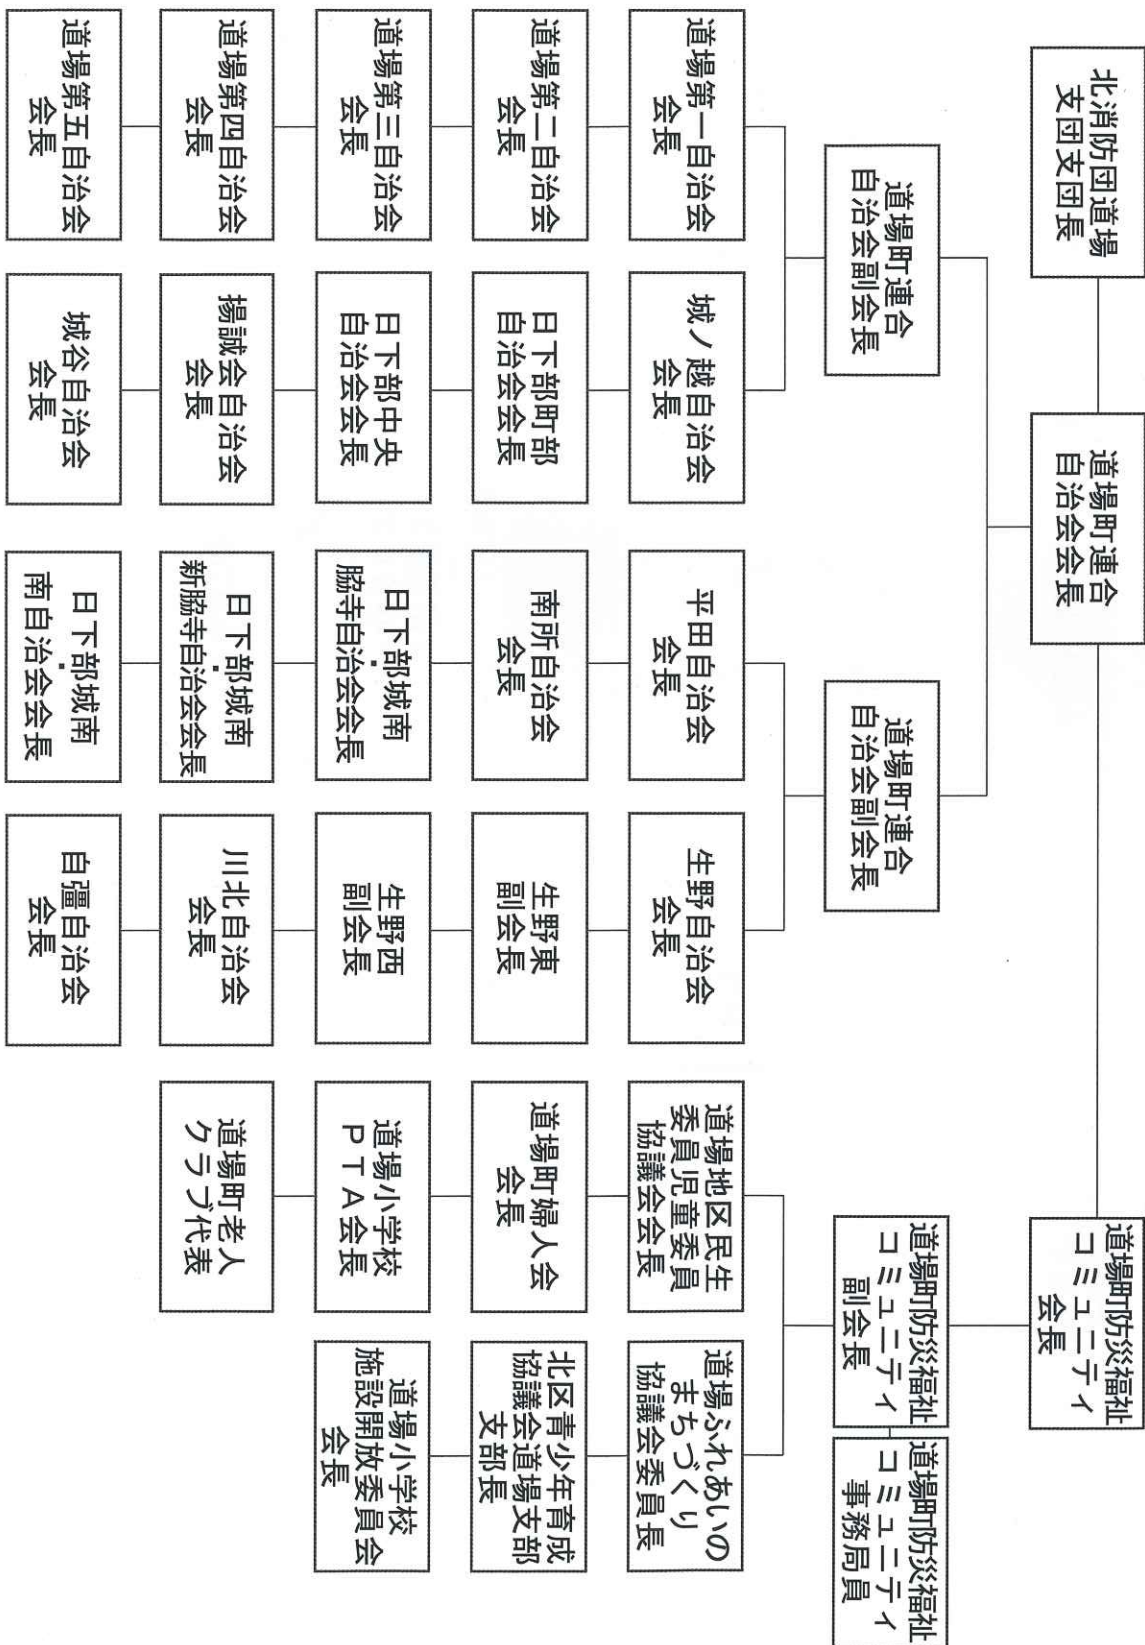 北消防団道場
支団支団長
道場町連合
自治会会長
道場町防災福祉
コミュニティ
会長
道場町連合
自治会副会長
道場町連合
自治会副会長
道場町防災福祉
コミュニティ
副会長
道場町防災福祉
コミュニティ
事務局員
道場第一自治会
会長
城ノ越自治会
会長
平田自治会
会長
生野自治会
会長
道場地区民生
委員児童委員
協議会会長
道場ふれあいの
まちづくり
協議会委員長
道場第二自治会
会長
日下部町部
自治会会長
南所自治会
会長
生野東
副会長
道場町婦人会
会長
北区青少年育成
協議会道場支部
支部長
道場第三自治会
会長
日下部中央
自治会会長
日下部城南・
脇寺自治会会長
生野西
副会長
道場小学校
PTA会長
道場小学校
施設開放委員会
会長
道場第四自治会
会長
揚誠会自治会
会長
日下部城南・
新脇寺自治会会長
川北自治会
会長
道場町老人
クラブ代表
道場第五自治会
会長
城谷自治会
会長
日下部城南・
南自治会会長
自彊自治会
会長